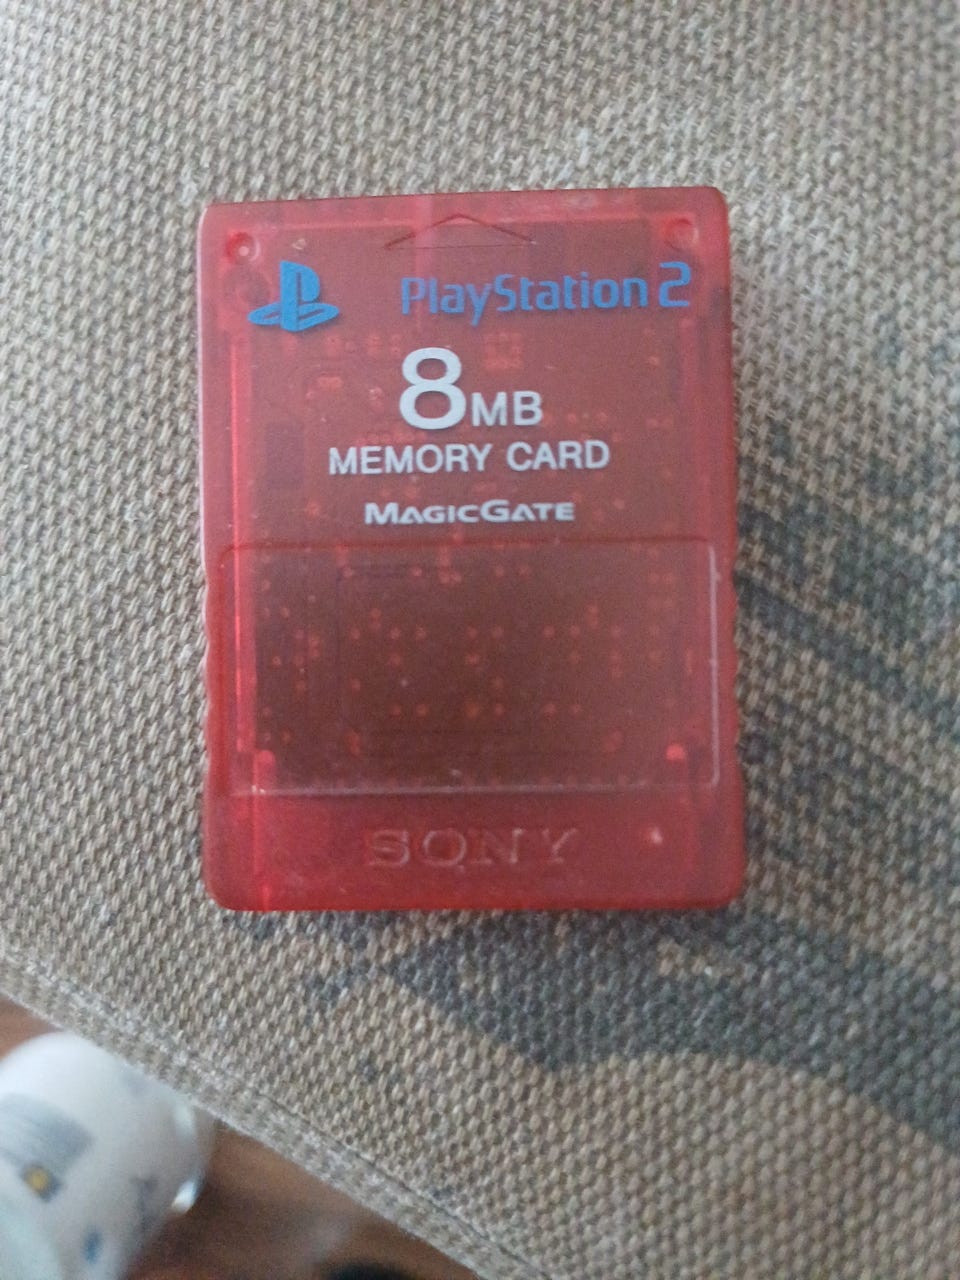 PlayStation 2
8MB
MEMORY CARD
MAGICGATE
SONY